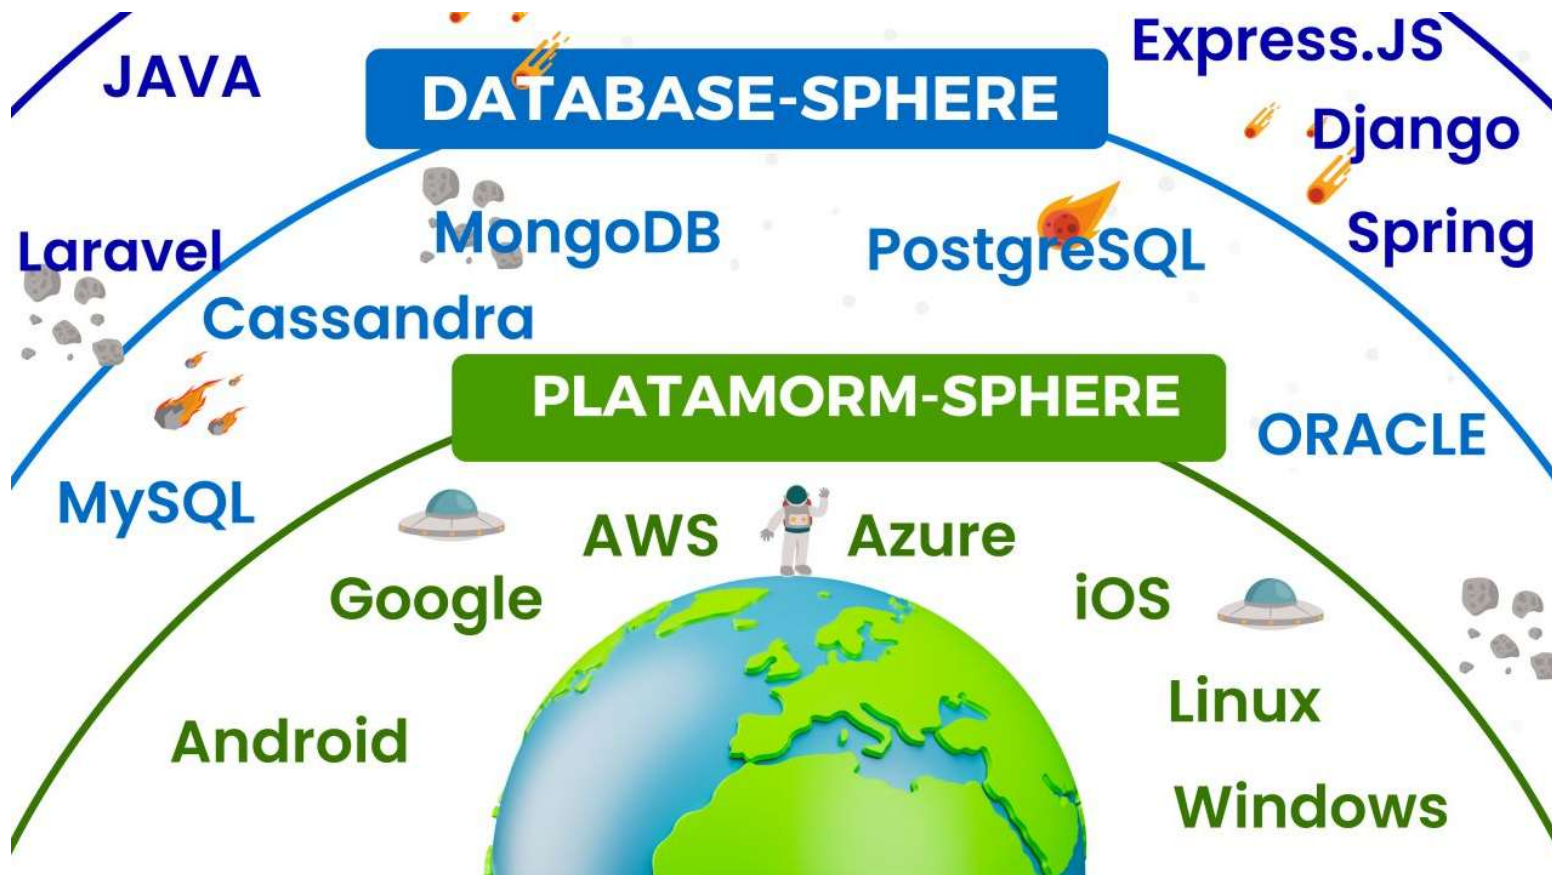 Express.JS
JAVA
DATABASE-SPHERE
Django
Spring
Laravel
MongoDB
PostgreSQL
Cassandra
PLATAMORM-SPHERE
ORACLE
MySQL
AWS
Azure
Google
iOS
Linux
Android
Windows